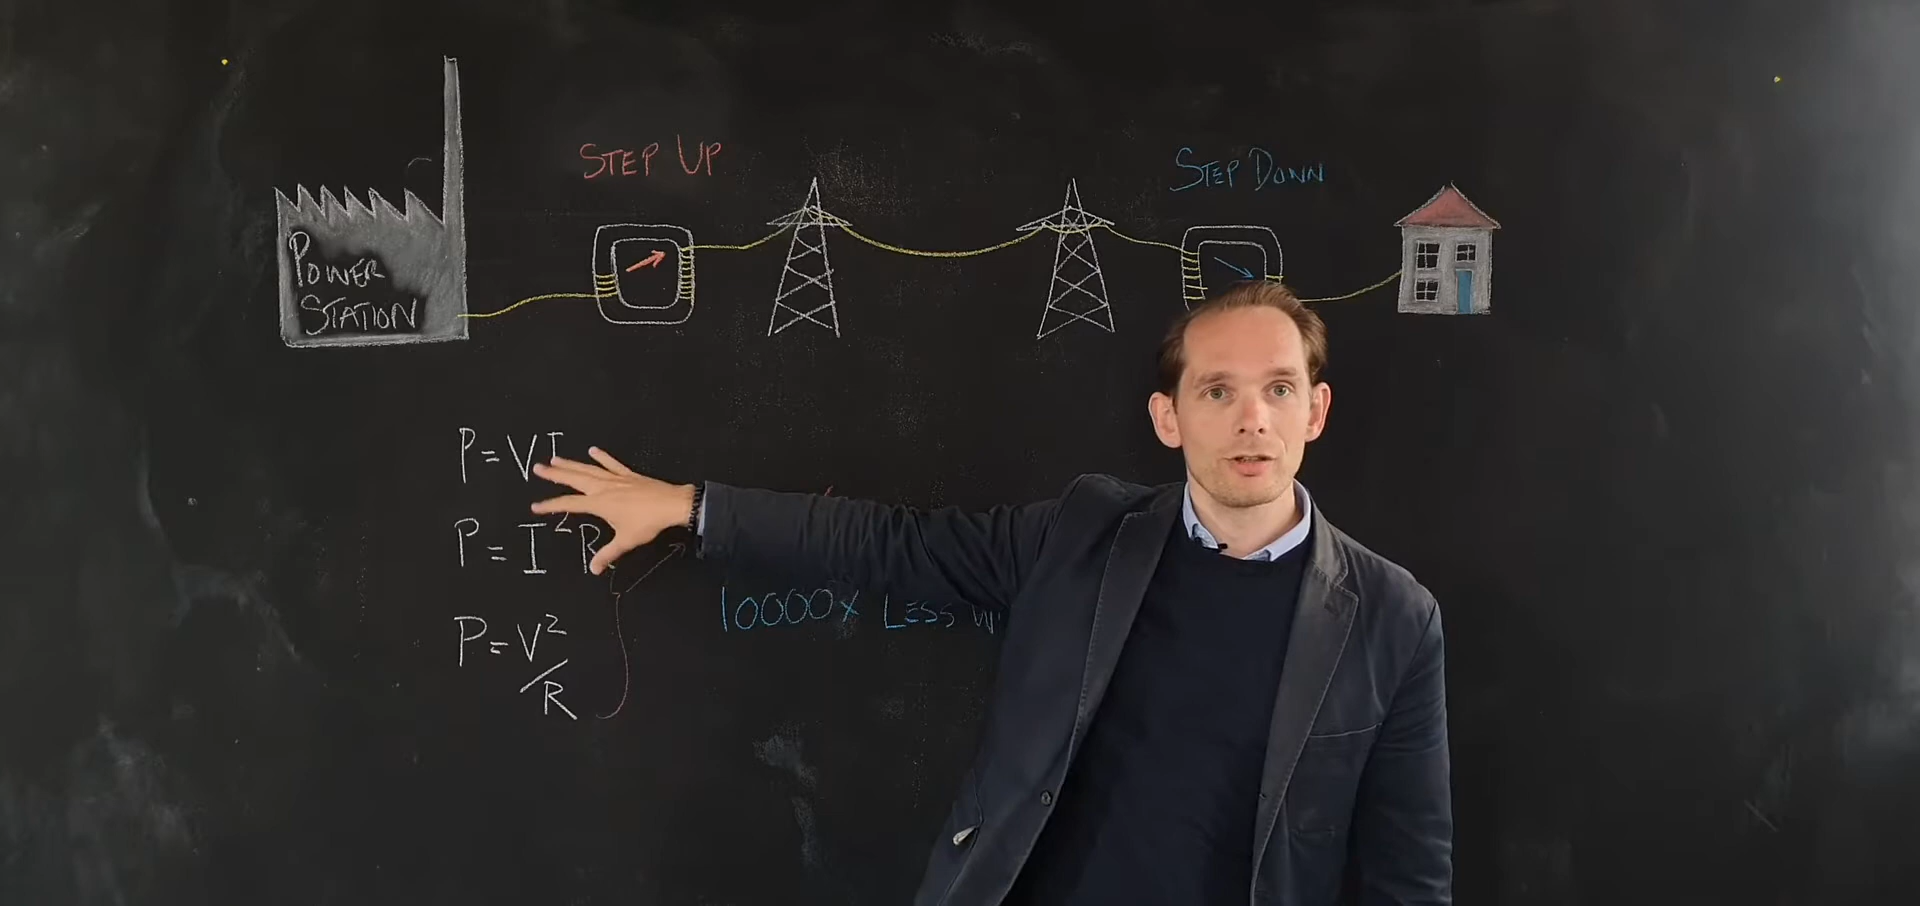 STEP UP
STEP DOWN
POWER
STATION
P=VI
P=I²R
10000x LESS
P=V²/R